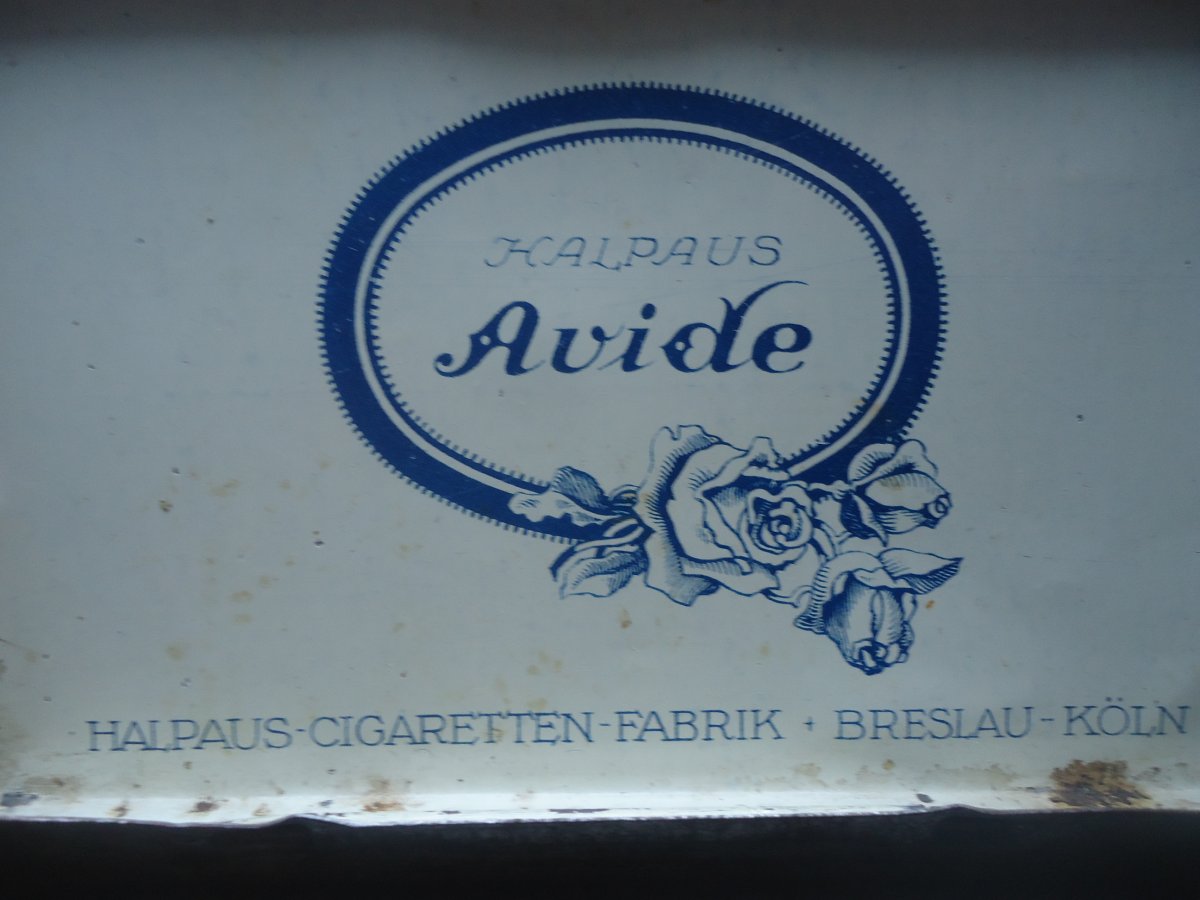 HALPAUS
Avide
HALPAUS-CIGARETTEN-FABRIK + BRESLAU-KÖLN